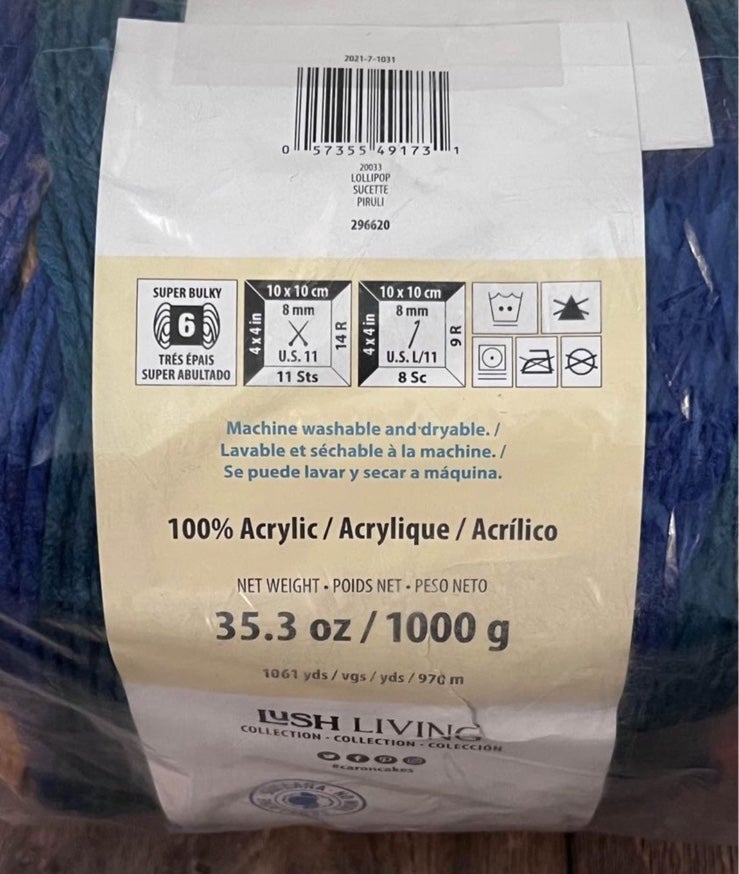 2021-7-1031
0 57355 49173 1
20033
LOLLIPOP
SUCETTE
PIRULI
296620
SUPER BULKY
6
TRÉS ÉPAIS
SUPER ABULTADO
10 x 10 cm
4 x 4 in
8 mm
14 R
U.S. 11
11 Sts
10 x 10 cm
4 x 4 in
8 mm
9 R
U.S. L/11
8 Sc
Machine washable and dryable. /
Lavable et séchable à la machine. /
Se puede lavar y secar a máquina.
100% Acrylic / Acrylique / Acrílico
NET WEIGHT • POIDS NET • PESO NETO
35.3 oz / 1000 g
1061 yds / vgs / yds / 970 m
LUSH LIVING
COLLECTION - COLLECTION - COLECCIÓN
@caroncakes